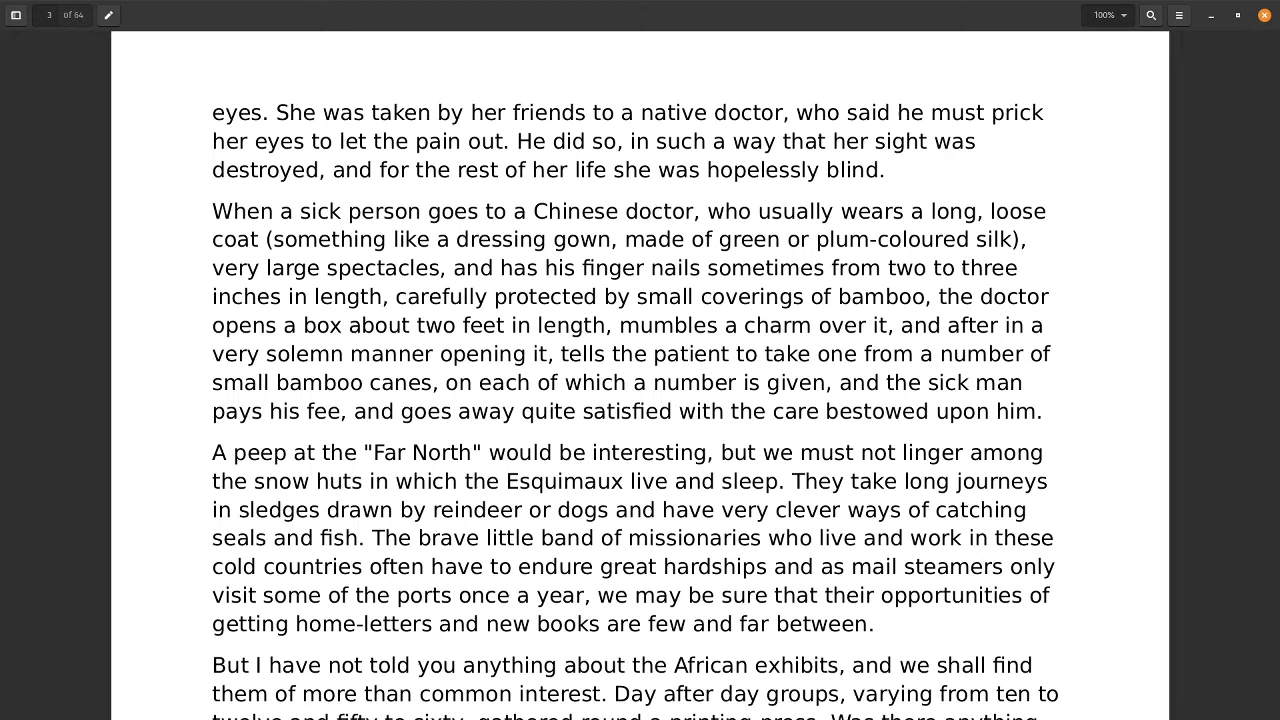 3 of 64
100%
eyes. She was taken by her friends to a native doctor, who said he must prick
her eyes to let the pain out. He did so, in such a way that her sight was
destroyed, and for the rest of her life she was hopelessly blind.
When a sick person goes to a Chinese doctor, who usually wears a long, loose
coat (something like a dressing gown, made of green or plum-coloured silk),
very large spectacles, and has his finger nails sometimes from two to three
inches in length, carefully protected by small coverings of bamboo, the doctor
opens a box about two feet in length, mumbles a charm over it, and after in a
very solemn manner opening it, tells the patient to take one from a number of
small bamboo canes, on each of which a number is given, and the sick man
pays his fee, and goes away quite satisfied with the care bestowed upon him.
A peep at the "Far North" would be interesting, but we must not linger among
the snow huts in which the Esquimaux live and sleep. They take long journeys
in sledges drawn by reindeer or dogs and have very clever ways of catching
seals and fish. The brave little band of missionaries who live and work in these
cold countries often have to endure great hardships and as mail steamers only
visit some of the ports once a year, we may be sure that their opportunities of
getting home-letters and new books are few and far between.
But I have not told you anything about the African exhibits, and we shall find
them of more than common interest. Day after day groups, varying from ten to
twelve and fifty to sixty, gathered round a printing press. Was there anything